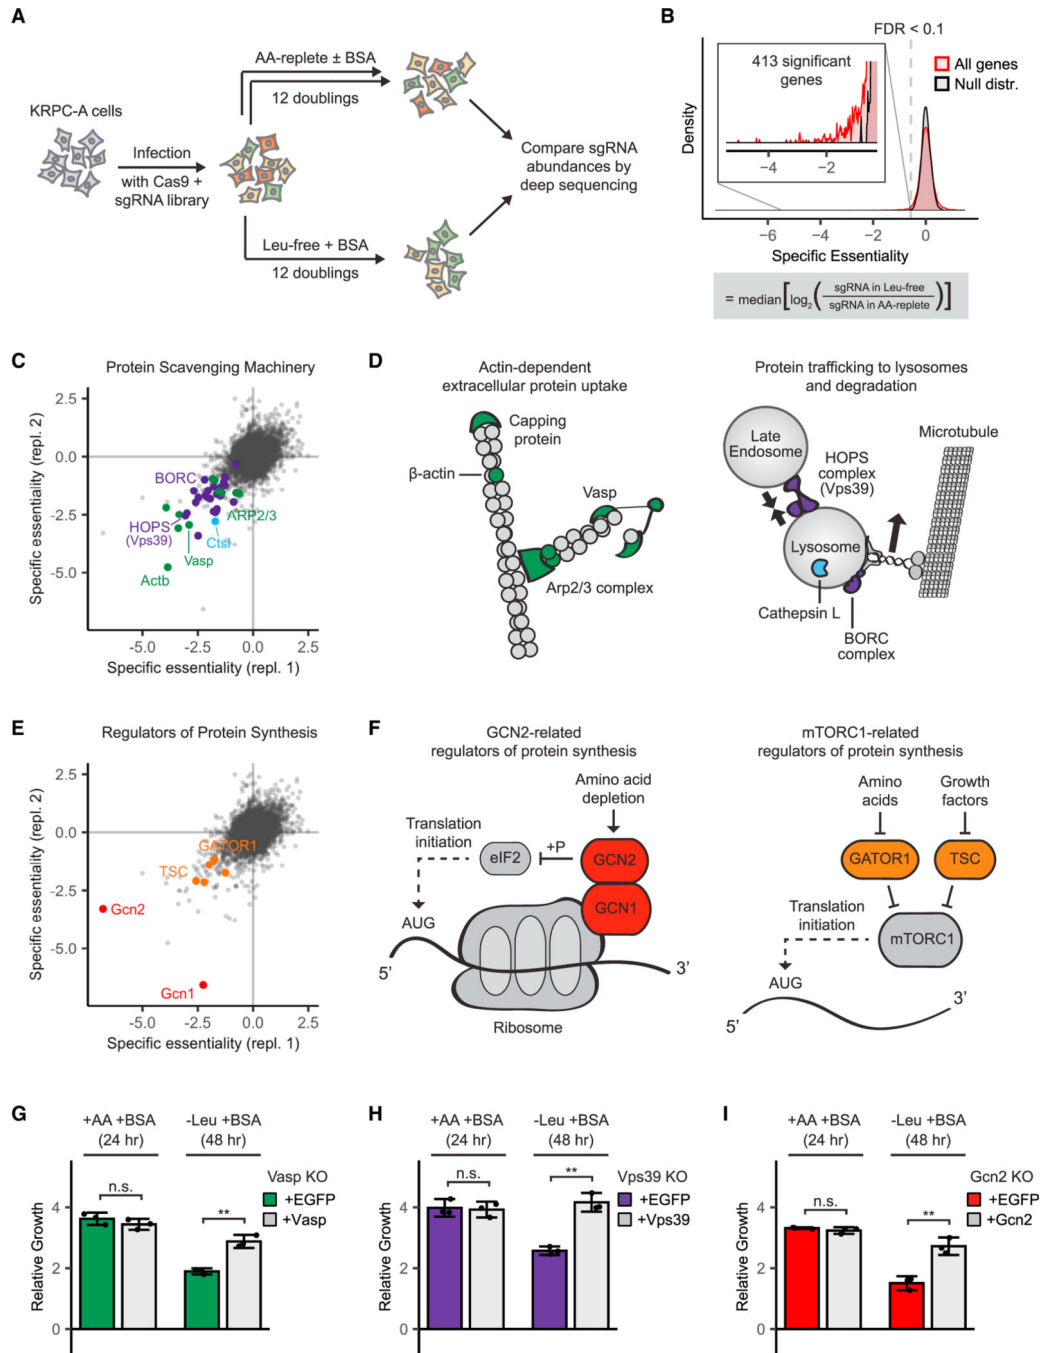 A
KRPC-A cells
Infection
with Cas9 +
sgRNA library
AA-replete ± BSA
12 doublings
Leu-free + BSA
12 doublings
Compare sgRNA
abundances by
deep sequencing
B
FDR < 0.1
413 significant
genes
−4
−2
All genes
Null distr.
Density
−6
−4
−2
0
Specific Essentiality
= median[log2(sgRNA in Leu-free
sgRNA in AA-replete)]
C
Protein Scavenging Machinery
2.5
0.0
-2.5
-5.0
Specific essentiality (repl. 2)
BORC
HOPS
(Vps39)
ARP2/3
Ctsl
Vasp
Actb
-5.0
-2.5
0.0
2.5
Specific essentiality (repl. 1)
D
Actin-dependent
extracellular protein uptake
Capping
protein
β-actin
Vasp
Arp2/3 complex
Protein trafficking to lysosomes
and degradation
Late
Endosome
HOPS
complex
(Vps39)
Microtubule
Lysosome
Cathepsin L
BORC
complex
E
Regulators of Protein Synthesis
2.5
0.0
-2.5
-5.0
Specific essentiality (repl. 2)
GATOR1
TSC
Gcn2
Gcn1
-5.0
-2.5
0.0
2.5
Specific essentiality (repl. 1)
F
GCN2-related
regulators of protein synthesis
Amino acid
depletion
Translation
initiation
eIF2
+P
GCN2
GCN1
AUG
5’
3’
Ribosome
mTORC1-related
regulators of protein synthesis
Amino
acids
Growth
factors
GATOR1
TSC
Translation
initiation
mTORC1
AUG
5’
3’
G
+AA +BSA
(24 hr)
-Leu +BSA
(48 hr)
Vasp KO
+EGFP
+Vasp
n.s.
**
4
2
0
Relative Growth
H
+AA +BSA
(24 hr)
-Leu +BSA
(48 hr)
Vps39 KO
+EGFP
+Vps39
n.s.
**
4
2
0
Relative Growth
I
+AA +BSA
(24 hr)
-Leu +BSA
(48 hr)
Gcn2 KO
+EGFP
+Gcn2
n.s.
**
4
2
0
Relative Growth